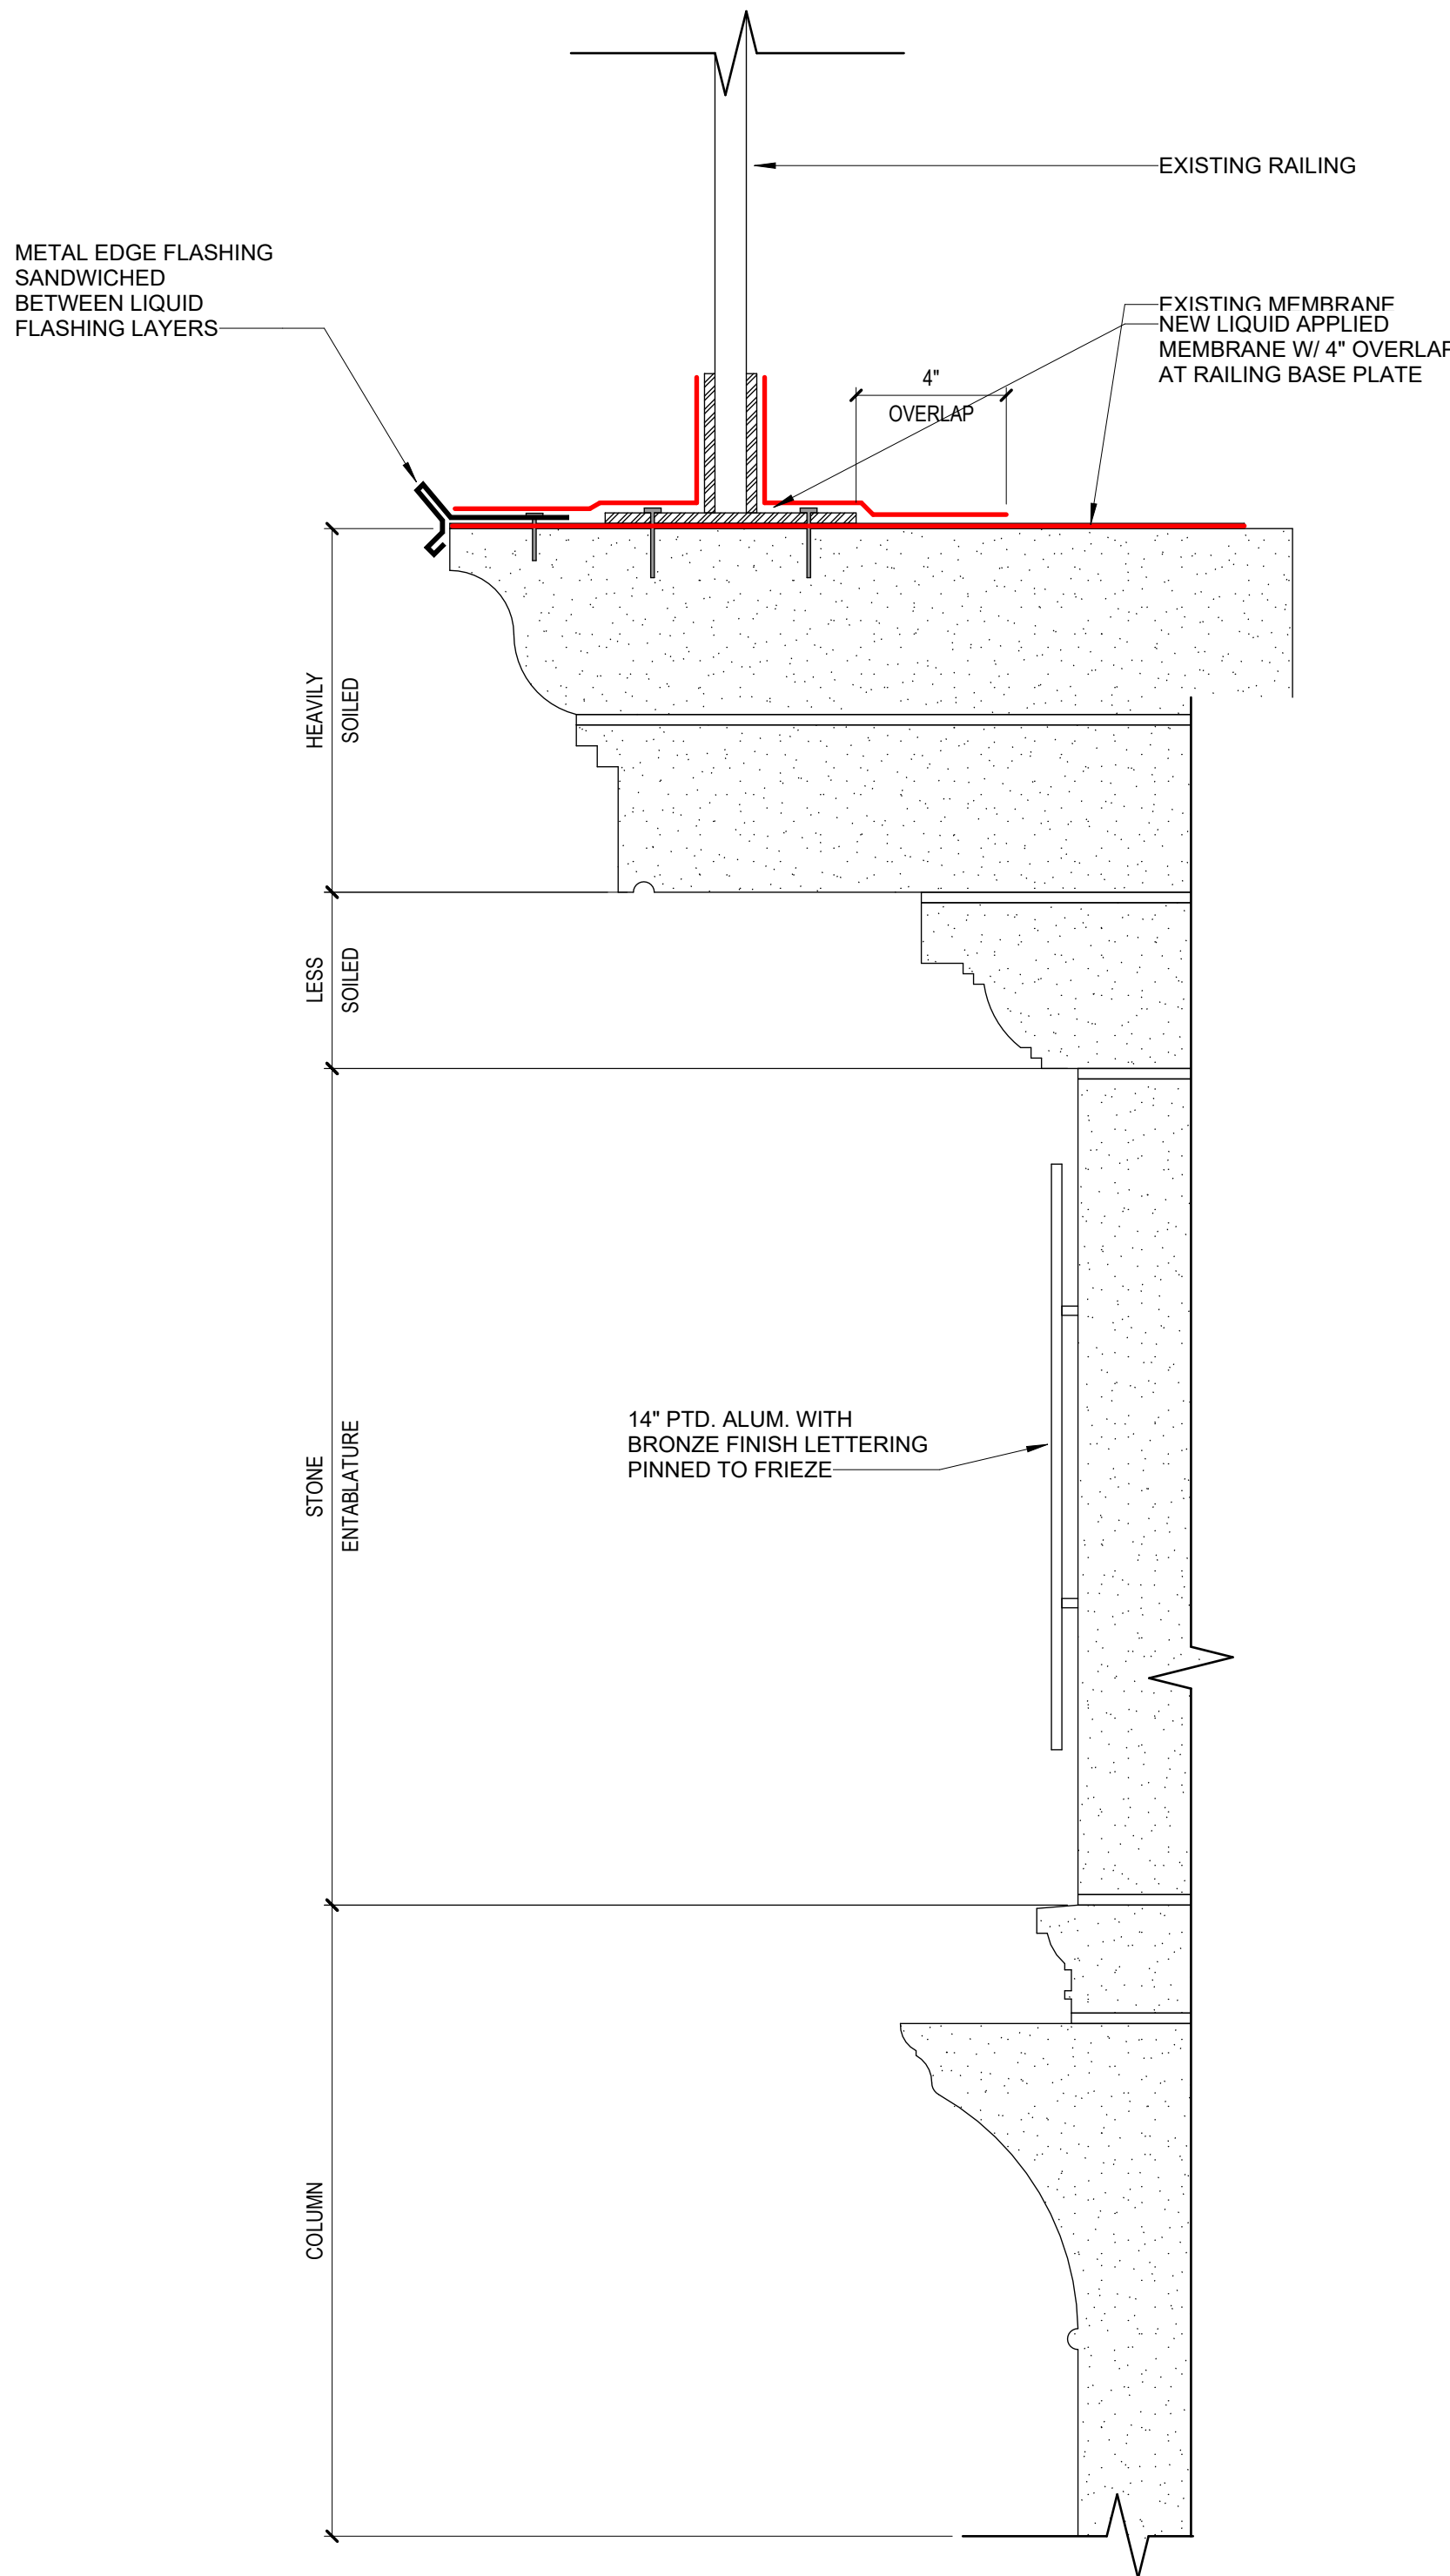 EXISTING RAILING
METAL EDGE FLASHING
SANDWICHED
BETWEEN LIQUID
FLASHING LAYERS
EXISTING MEMBRANE
NEW LIQUID APPLIED
MEMBRANE W/ 4" OVERLAP
AT RAILING BASE PLATE
4"
OVERLAP
HEAVILY
SOILED
LESS
SOILED
14" PTD. ALUM. WITH
BRONZE FINISH LETTERING
PINNED TO FRIEZE
STONE
ENTABLATURE
COLUMN